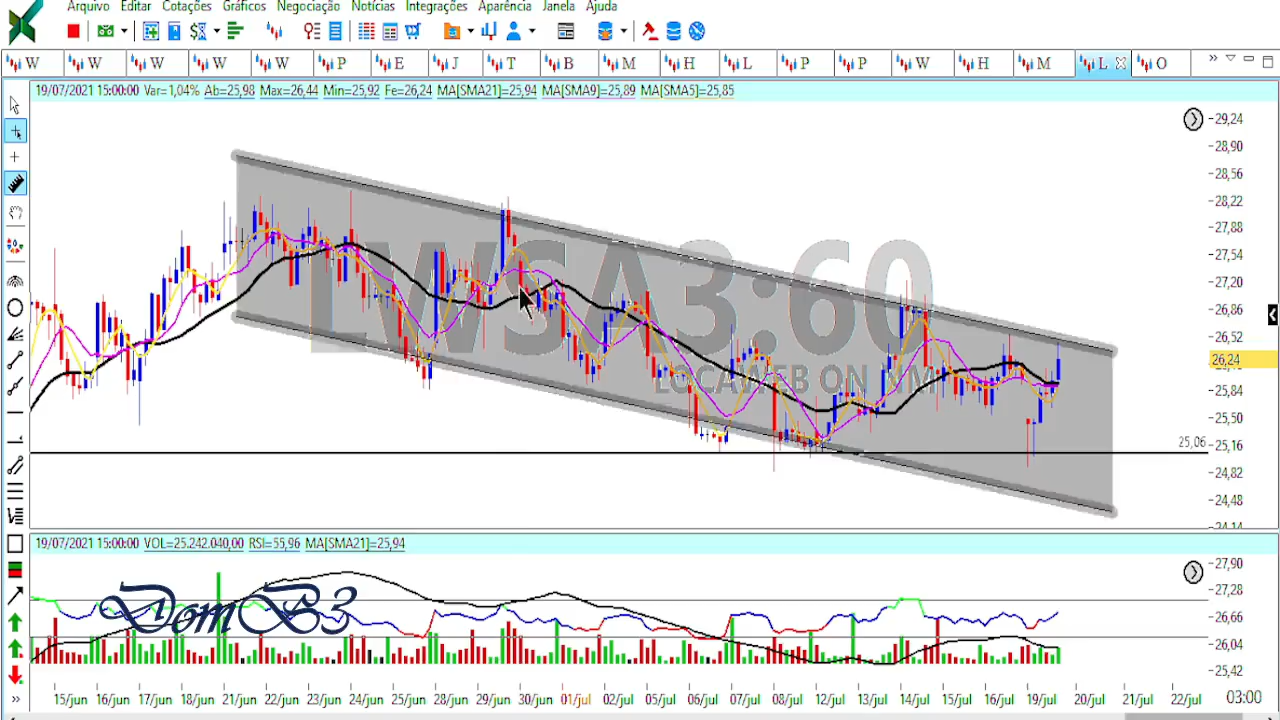 Arquivo Editar Cotações Gráficos Negociação Notícias Integrações Aparência Janela Ajuda
W W W W W P E J T B M H L P P W H M L O
19/07/2021 15:00:00 Var=1,04% Ab=25,98 Max=26,44 Min=25,92 Fe=26,24 MA[SMA21]=25,94 MA[SMA9]=25,89 MA[SMA5]=25,85
29,24
28,90
28,56
28,22
27,88
27,54
27,20
26,86
26,52
26,24
25,84
25,50
25,16
24,82
24,48
24,14
LWSA3:60
LOCAWEB ON NM
25,06
19/07/2021 15:00:00 VOL=25.242.040,00 RSI=55,96 MA[SMA21]=25,94
27,90
27,28
26,66
26,04
25,42
DomB3
15/jun 16/jun 17/jun 18/jun 21/jun 22/jun 23/jun 24/jun 25/jun 28/jun 29/jun 30/jun 01/jul 02/jul 05/jul 06/jul 07/jul 08/jul 12/jul 13/jul 14/jul 15/jul 16/jul 19/jul 20/jul 21/jul 22/jul 03:00